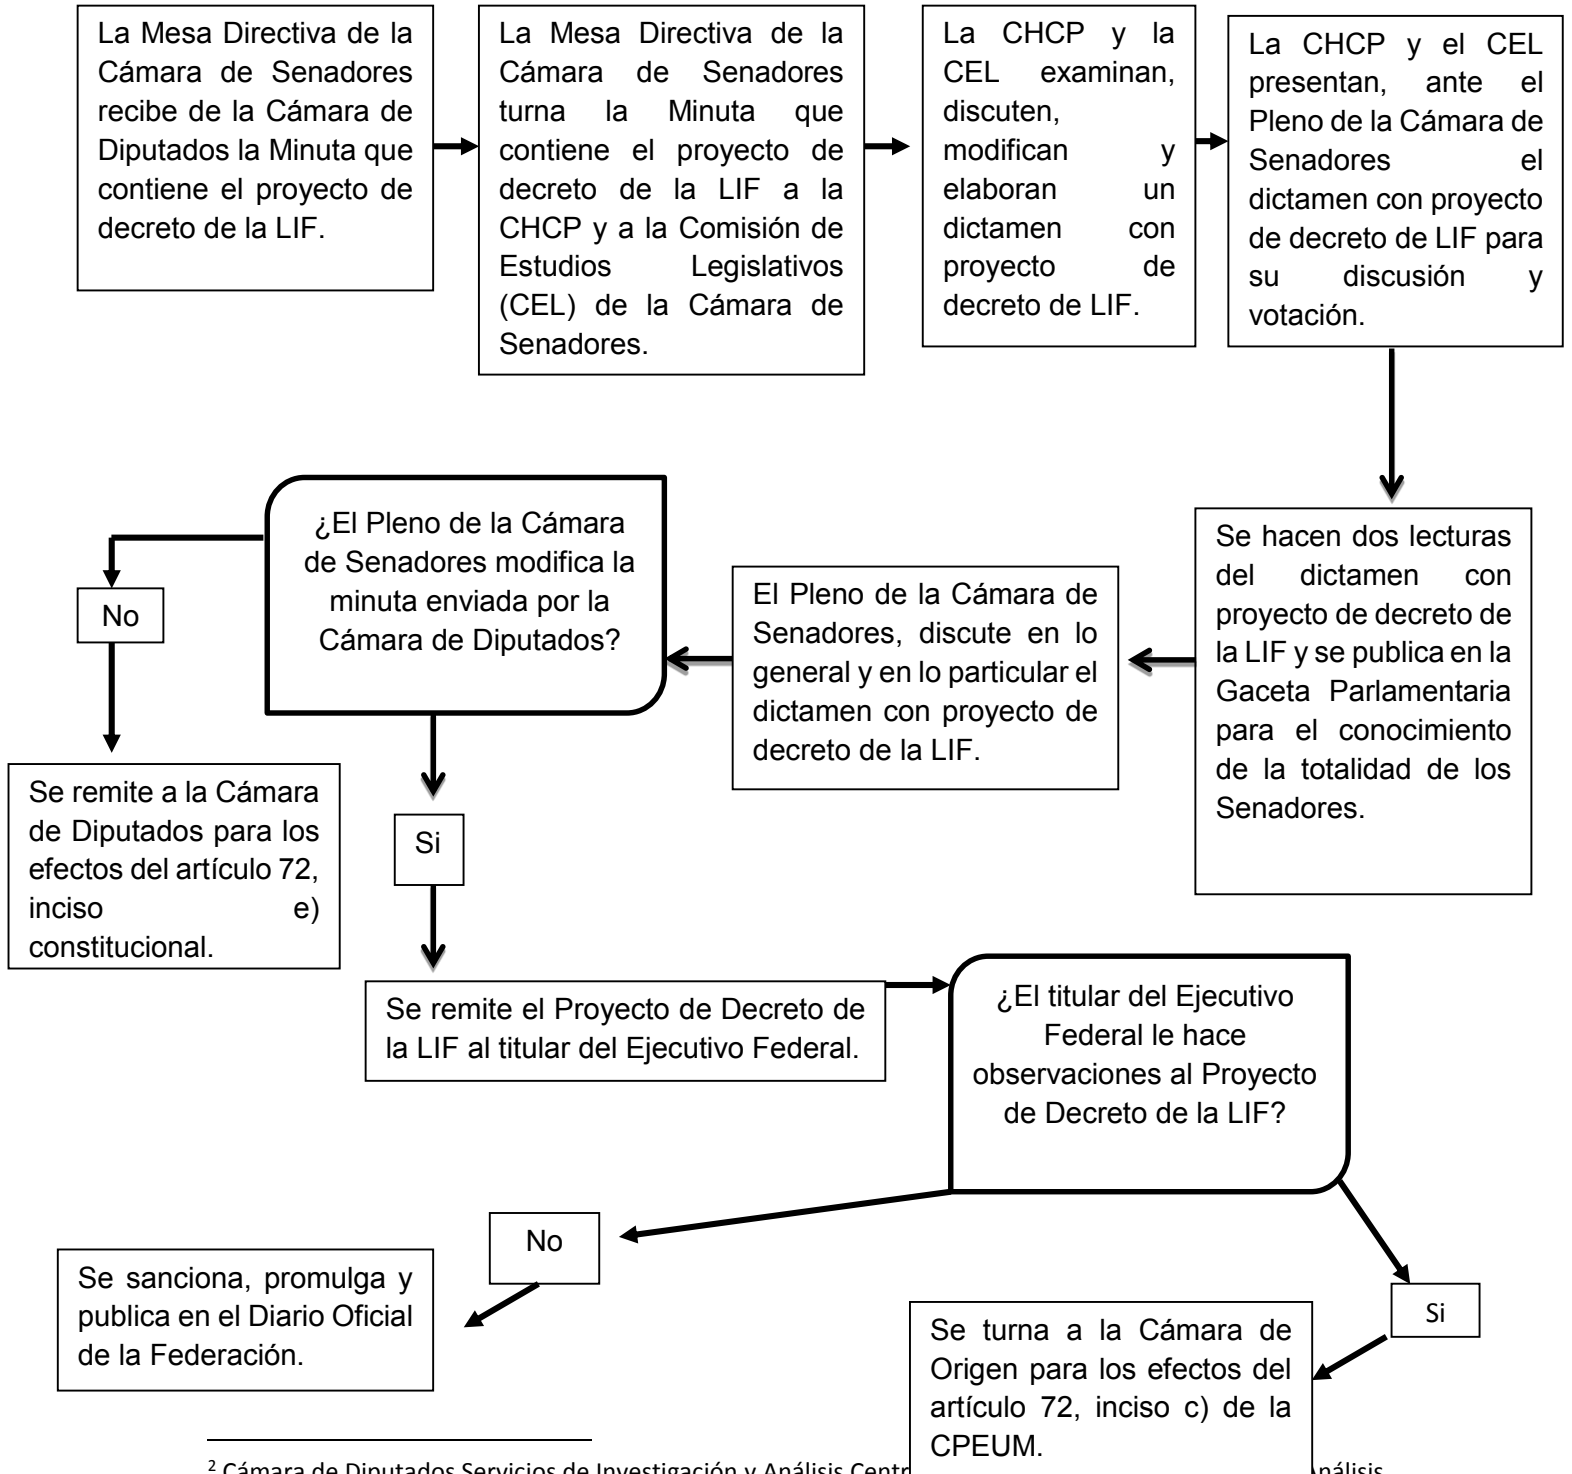 La Mesa Directiva de la
Cámara de Senadores
recibe de la Cámara de
Diputados la Minuta que
contiene el proyecto de
decreto de la LIF.
La Mesa Directiva de la
Cámara de Senadores
turna la Minuta que
contiene el proyecto de
decreto de la LIF a la
CHCP y a la Comisión de
Estudios Legislativos
(CEL) de la Cámara de
Senadores.
La CHCP y la
CEL examinan,
discuten,
modifican y
elaboran un
dictamen con
proyecto de
decreto de LIF.
La CHCP y el CEL
presentan, ante el
Pleno de la Cámara de
Senadores el
dictamen con proyecto
de decreto de LIF para
su discusión y
votación.
Se hacen dos lecturas
del dictamen con
proyecto de decreto de
la LIF y se publica en la
Gaceta Parlamentaria
para el conocimiento
de la totalidad de los
Senadores.
El Pleno de la Cámara de
Senadores, discute en lo
general y en lo particular el
dictamen con proyecto de
decreto de la LIF.
¿El Pleno de la Cámara
de Senadores modifica la
minuta enviada por la
Cámara de Diputados?
No
Se remite a la Cámara
de Diputados para los
efectos del artículo 72,
inciso e)
constitucional.
Si
Se remite el Proyecto de Decreto de
la LIF al titular del Ejecutivo Federal.
¿El titular del Ejecutivo
Federal le hace
observaciones al Proyecto
de Decreto de la LIF?
No
Se sanciona, promulga y
publica en el Diario Oficial
de la Federación.
Si
Se turna a la Cámara de
Origen para los efectos del
artículo 72, inciso c) de la
CPEUM.
² Cámara de Diputados Servicios de Investigación y Análisis